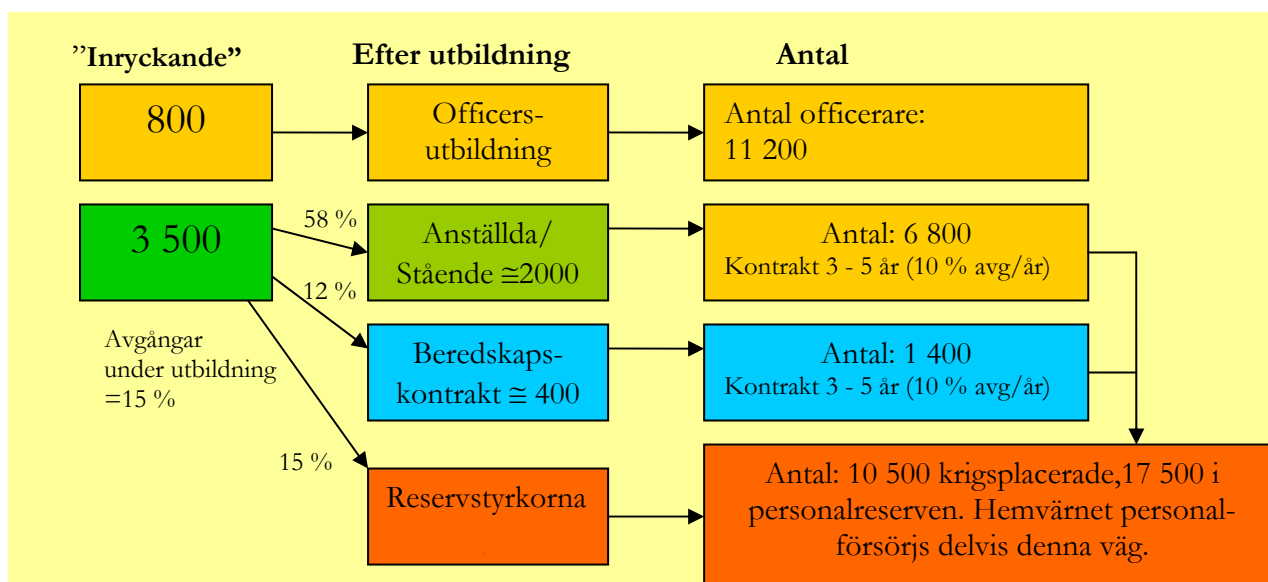 ”Inryckande”
Efter utbildning
Antal
800
Officers-
utbildning
Antal officerare:
11 200
3 500
58 %
12 %
15 %
Avgångar
under utbildning
=15 %
Anställda/
Stående ≅2000
Antal: 6 800
Kontrakt 3 - 5 år (10 % avg/år)
Beredskaps-
kontrakt ≅ 400
Antal: 1 400
Kontrakt 3 - 5 år (10 % avg/år)
Reservstyrkorna
Antal: 10 500 krigsplacerade,17 500 i
personalreserven. Hemvärnet personal-
försörjs delvis denna väg.